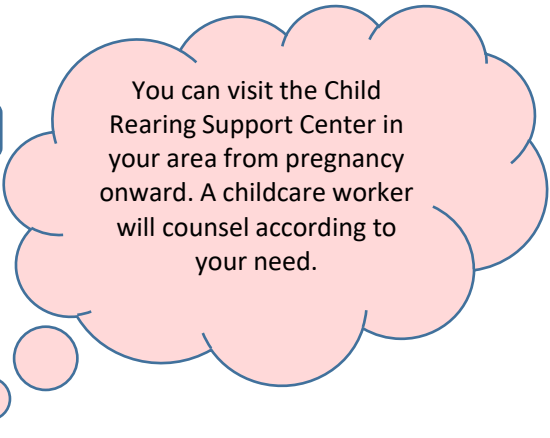 You can visit the Child
Rearing Support Center in
your area from pregnancy
onward. A childcare worker
will counsel according to
your need.